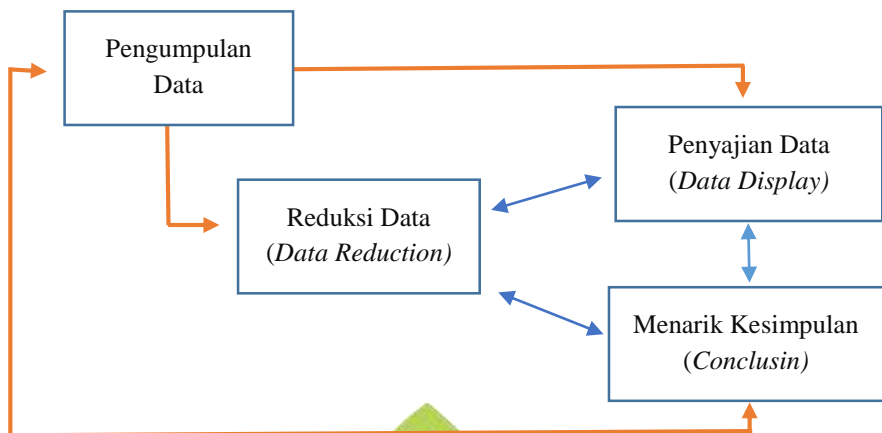 Pengumpulan
Data
Penyajian Data
(Data Display)
Reduksi Data
(Data Reduction)
Menarik Kesimpulan
(Conclusin)